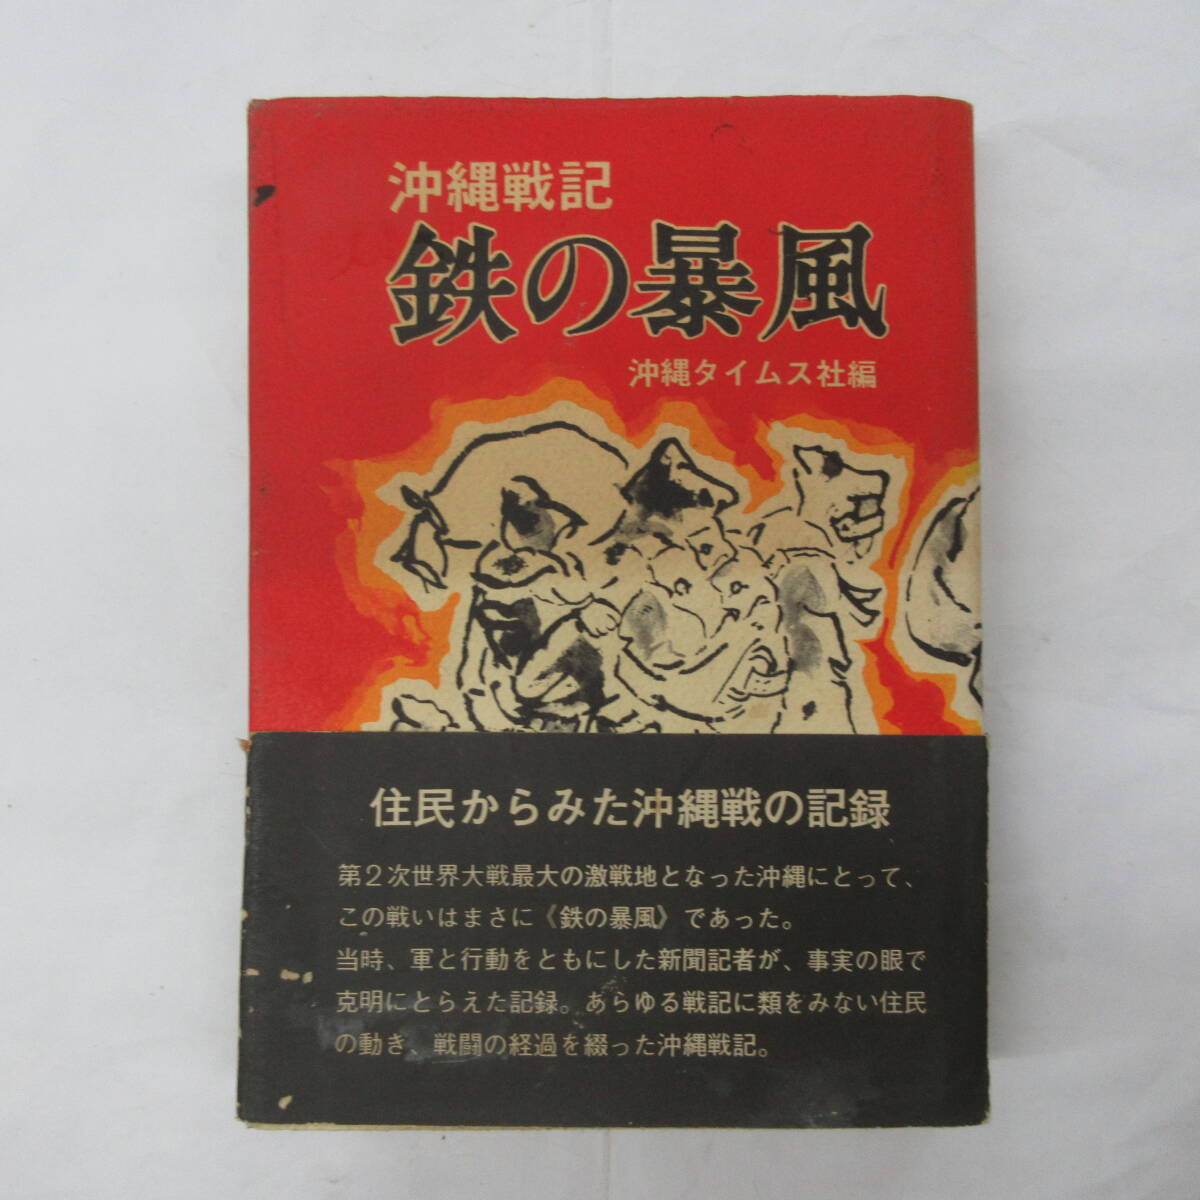 沖縄戦記
鉄の暴風
沖縄タイムス社編
住民からみた沖縄戦の記録
第2次世界大戦最大の激戦地となった沖縄にとって、
この戦いはまさに《鉄の暴風》であった。
当時、軍と行動をともにした新聞記者が、事実の眼で
克明にとらえた記録。あらゆる戦記に類をみない住民
の動き、戦闘の経過を綴った沖縄戦記。